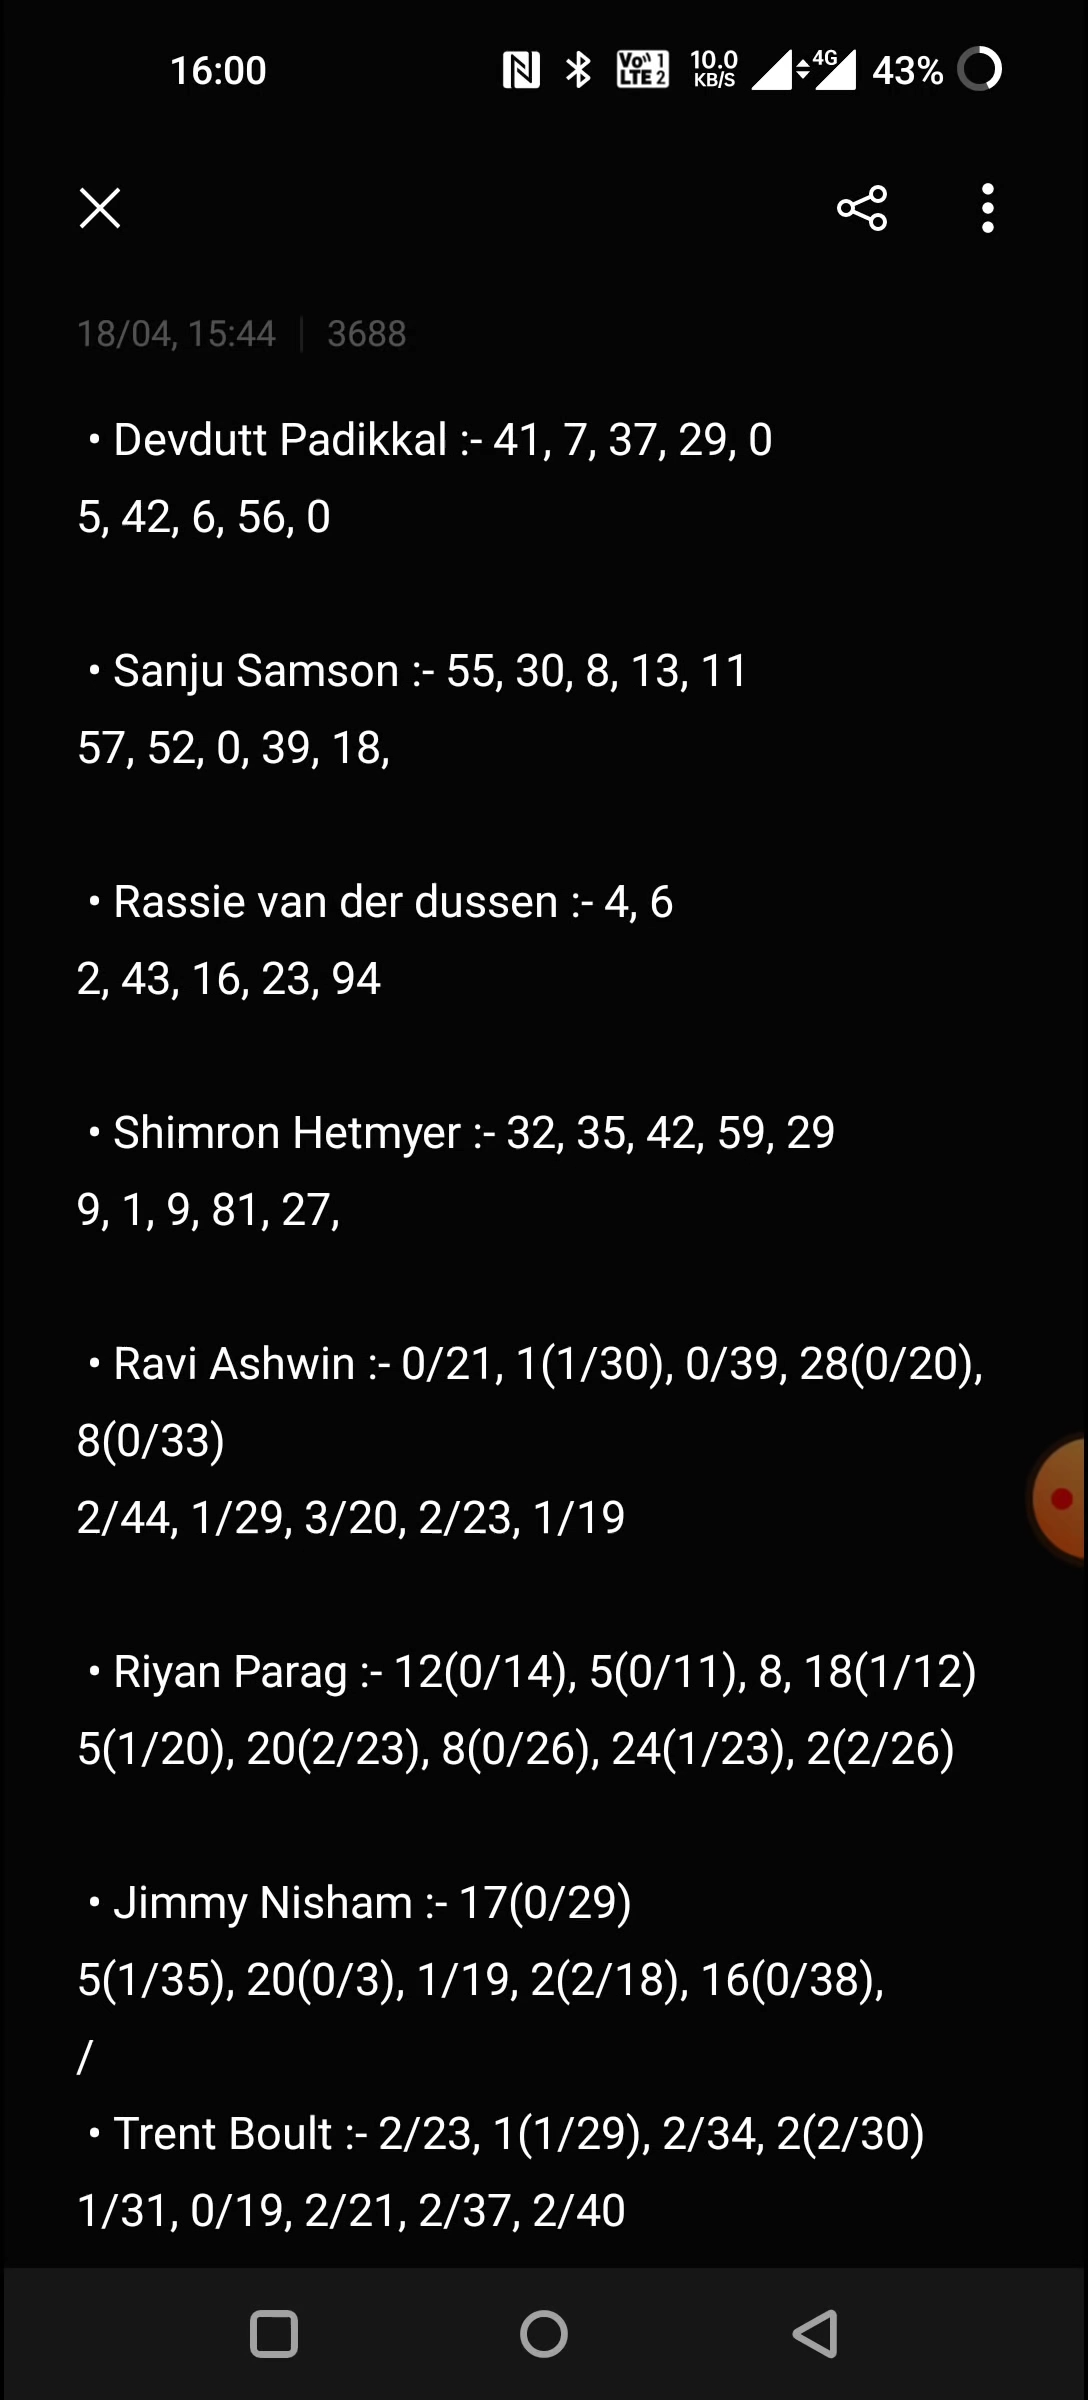 16:00 Vo 1 LTE 2 10.0 KB/S 4G 43%
18/04, 15:44 | 3688
• Devdutt Padikkal :- 41, 7, 37, 29, 0
5, 42, 6, 56, 0
• Sanju Samson :- 55, 30, 8, 13, 11
57, 52, 0, 39, 18,
• Rassie van der dussen :- 4, 6
2, 43, 16, 23, 94
• Shimron Hetmyer :- 32, 35, 42, 59, 29
9, 1, 9, 81, 27,
• Ravi Ashwin :- 0/21, 1(1/30), 0/39, 28(0/20),
8(0/33)
2/44, 1/29, 3/20, 2/23, 1/19
• Riyan Parag :- 12(0/14), 5(0/11), 8, 18(1/12)
5(1/20), 20(2/23), 8(0/26), 24(1/23), 2(2/26)
• Jimmy Nisham :- 17(0/29)
5(1/35), 20(0/3), 1/19, 2(2/18), 16(0/38),
/
• Trent Boult :- 2/23, 1(1/29), 2/34, 2(2/30)
1/31, 0/19, 2/21, 2/37, 2/40